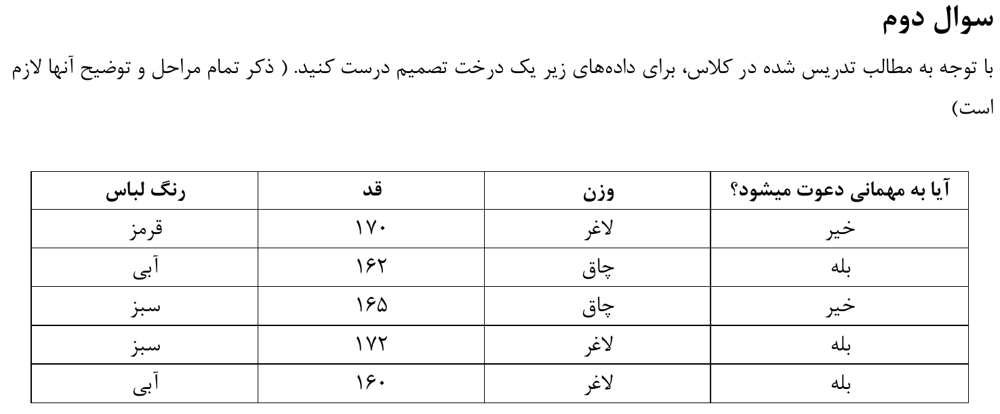 سوال دوم
با توجه به مطالب تدریس شده در کلاس، برای داده‌های زیر یک درخت تصمیم درست کنید. ( ذکر تمام مراحل و توضیح آنها لازم
است)
آیا به مهمانی دعوت میشود؟ وزن قد رنگ لباس
خیر لاغر ۱۷۰ قرمز
بله چاق ۱۶۲ آبی
خیر چاق ۱۶۵ سبز
بله لاغر ۱۷۲ سبز
بله لاغر ۱۶۰ آبی